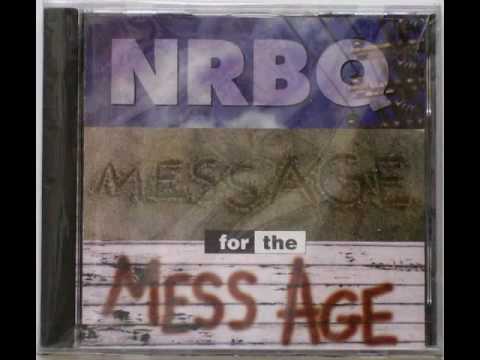 NRBQ
MESSAGE
for the
MESS AGE